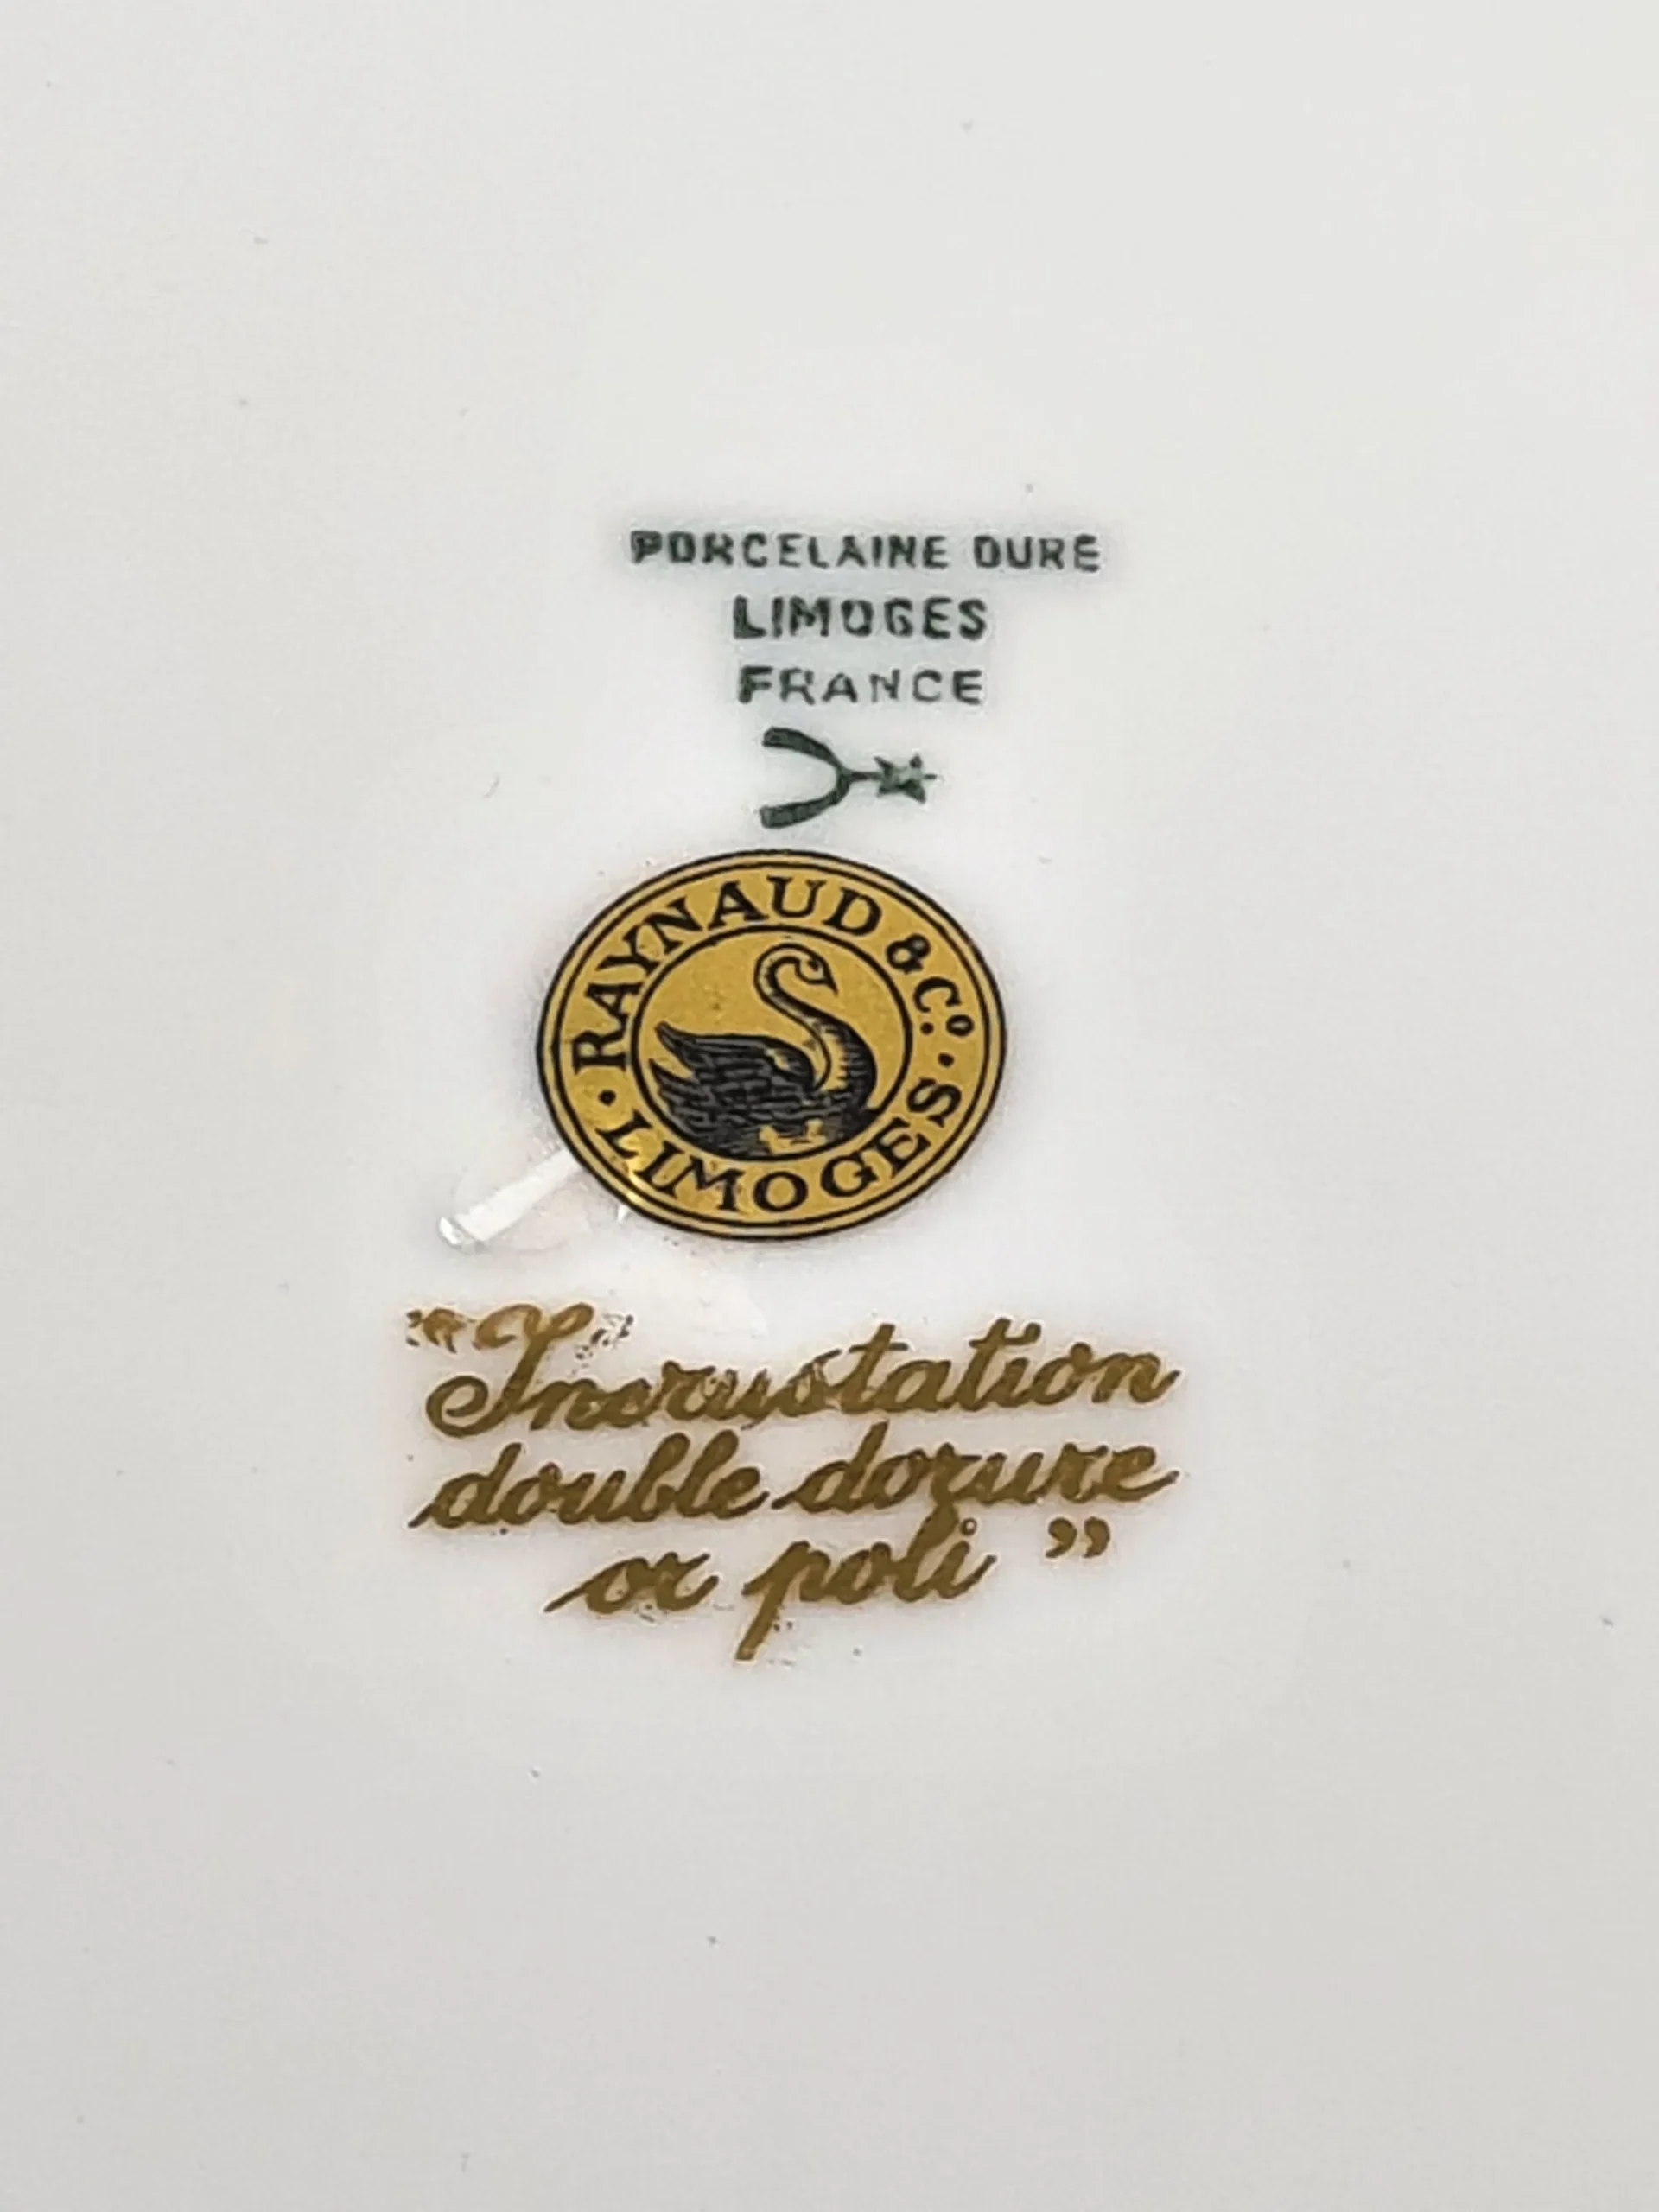 PORCELAINE DURE
LIMOGES
FRANCE
RAYNAUD & Co.
· LIMOGES ·
"Incrustation
double dorure
or poli"